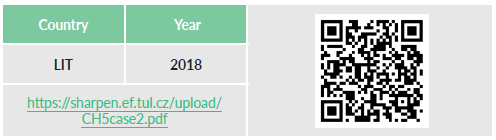 Country Year
LIT 2018
https://sharpen.ef.tul.cz/upload/
CH5case2.pdf